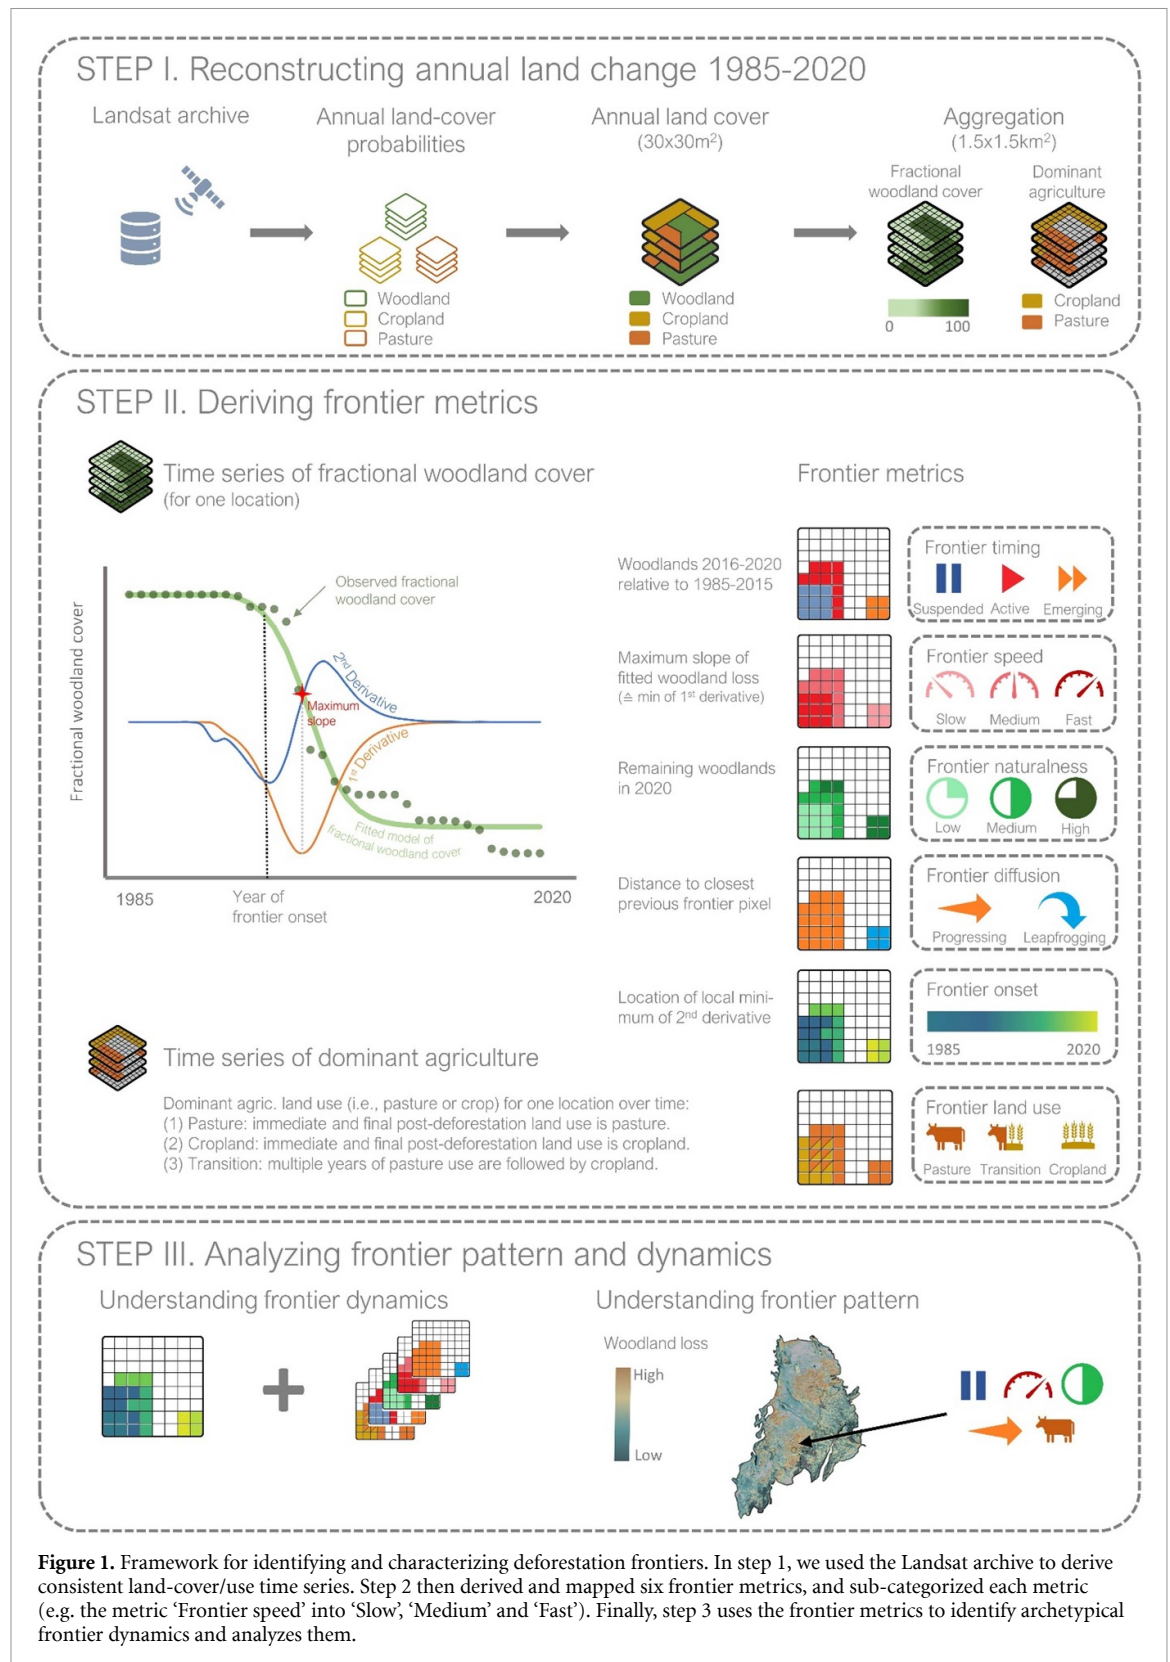 STEP I. Reconstructing annual land change 1985-2020
Landsat archive
Annual land-cover
probabilities
Woodland
Cropland
Pasture
Annual land cover
(30x30m²)
Woodland
Cropland
Pasture
Aggregation
(1.5x1.5km²)
Fractional
woodland cover
0 100
Dominant
agriculture
Cropland
Pasture
STEP II. Deriving frontier metrics
Time series of fractional woodland cover
(for one location)
Fractional woodland cover
Observed fractional
woodland cover
2nd Derivative
Maximum
slope
1st Derivative
Fitted model of
fractional woodland cover
1985
Year of
frontier onset
2020
Time series of dominant agriculture
Dominant agric. land use (i.e., pasture or crop) for one location over time:
(1) Pasture: immediate and final post-deforestation land use is pasture.
(2) Cropland: immediate and final post-deforestation land use is cropland.
(3) Transition: multiple years of pasture use are followed by cropland.
Frontier metrics
Woodlands 2016-2020
relative to 1985-2015
Frontier timing
Suspended Active Emerging
Maximum slope of
fitted woodland loss
(≙ min of 1st derivative)
Frontier speed
Slow Medium Fast
Remaining woodlands
in 2020
Frontier naturalness
Low Medium High
Distance to closest
previous frontier pixel
Frontier diffusion
Progressing Leapfrogging
Location of local mini-
mum of 2nd derivative
Frontier onset
1985 2020
Frontier land use
Pasture Transition Cropland
STEP III. Analyzing frontier pattern and dynamics
Understanding frontier dynamics
Understanding frontier pattern
Woodland loss
High
Low
Figure 1. Framework for identifying and characterizing deforestation frontiers. In step 1, we used the Landsat archive to derive
consistent land-cover/use time series. Step 2 then derived and mapped six frontier metrics, and sub-categorized each metric
(e.g. the metric ‘Frontier speed’ into ‘Slow’, ‘Medium’ and ‘Fast’). Finally, step 3 uses the frontier metrics to identify archetypical
frontier dynamics and analyzes them.